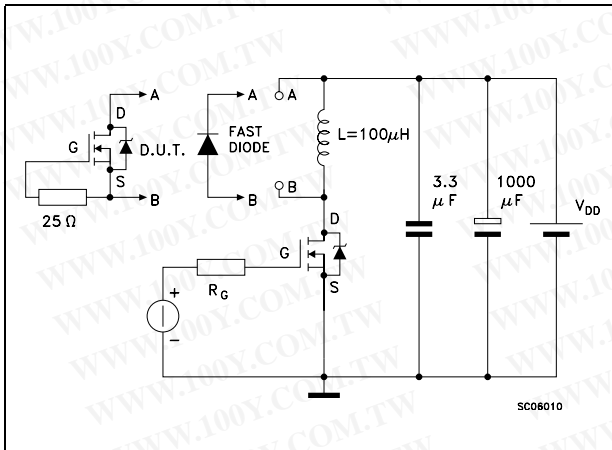 A
A
A
D
G
D.U.T.
FAST
DIODE
L=100μH
S
B
B
B
25 Ω
3.3
μF
1000
μF
VDD
D
G
S
RG
+
-
SC06010
WWW.100Y.COM.TW